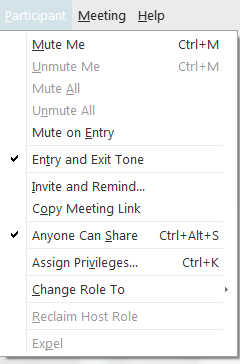 Participant Meeting Help
Mute Me Ctrl+M
Unmute Me Ctrl+M
Mute All
Unmute All
Mute on Entry
Entry and Exit Tone
Invite and Remind...
Copy Meeting Link
Anyone Can Share Ctrl+Alt+S
Assign Privileges... Ctrl+K
Change Role To
Reclaim Host Role
Expel